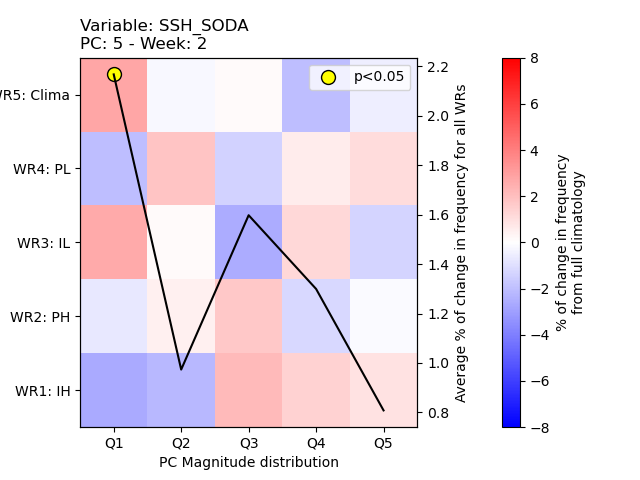 Variable: SSH_SODA
PC: 5 - Week: 2
p<0.05
WR5: Clima
WR4: PL
WR3: IL
WR2: PH
WR1: IH
Q1 Q2 Q3 Q4 Q5
PC Magnitude distribution
2.2
2.0
1.8
1.6
1.4
1.2
1.0
0.8
Average % of change in frequency for all WRs
8
6
4
2
0
−2
−4
−6
−8
% of change in frequency
from full climatology